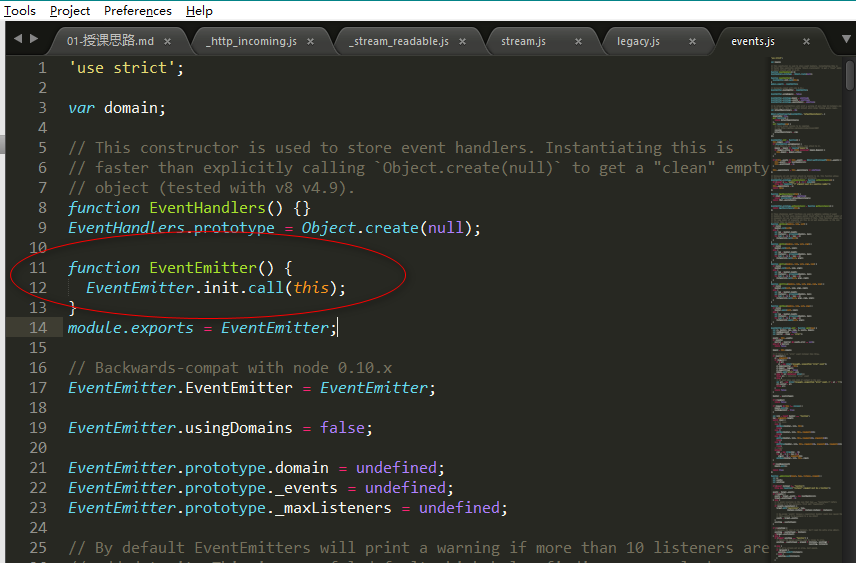 Tools Project Preferences Help
01-授课思路.md × _http_incoming.js × _stream_readable.js × stream.js × legacy.js × events.js ×
1 'use strict';
2
3 var domain;
4
5 // This constructor is used to store event handlers. Instantiating this is
6 // faster than explicitly calling `Object.create(null)` to get a "clean" empty
7 // object (tested with v8 v4.9).
8 function EventHandlers() {}
9 EventHandlers.prototype = Object.create(null);
10
11 function EventEmitter() {
12 EventEmitter.init.call(this);
13 }
14 module.exports = EventEmitter;
15
16 // Backwards-compat with node 0.10.x
17 EventEmitter.EventEmitter = EventEmitter;
18
19 EventEmitter.usingDomains = false;
20
21 EventEmitter.prototype.domain = undefined;
22 EventEmitter.prototype._events = undefined;
23 EventEmitter.prototype._maxListeners = undefined;
24
25 // By default EventEmitters will print a warning if more than 10 listeners are